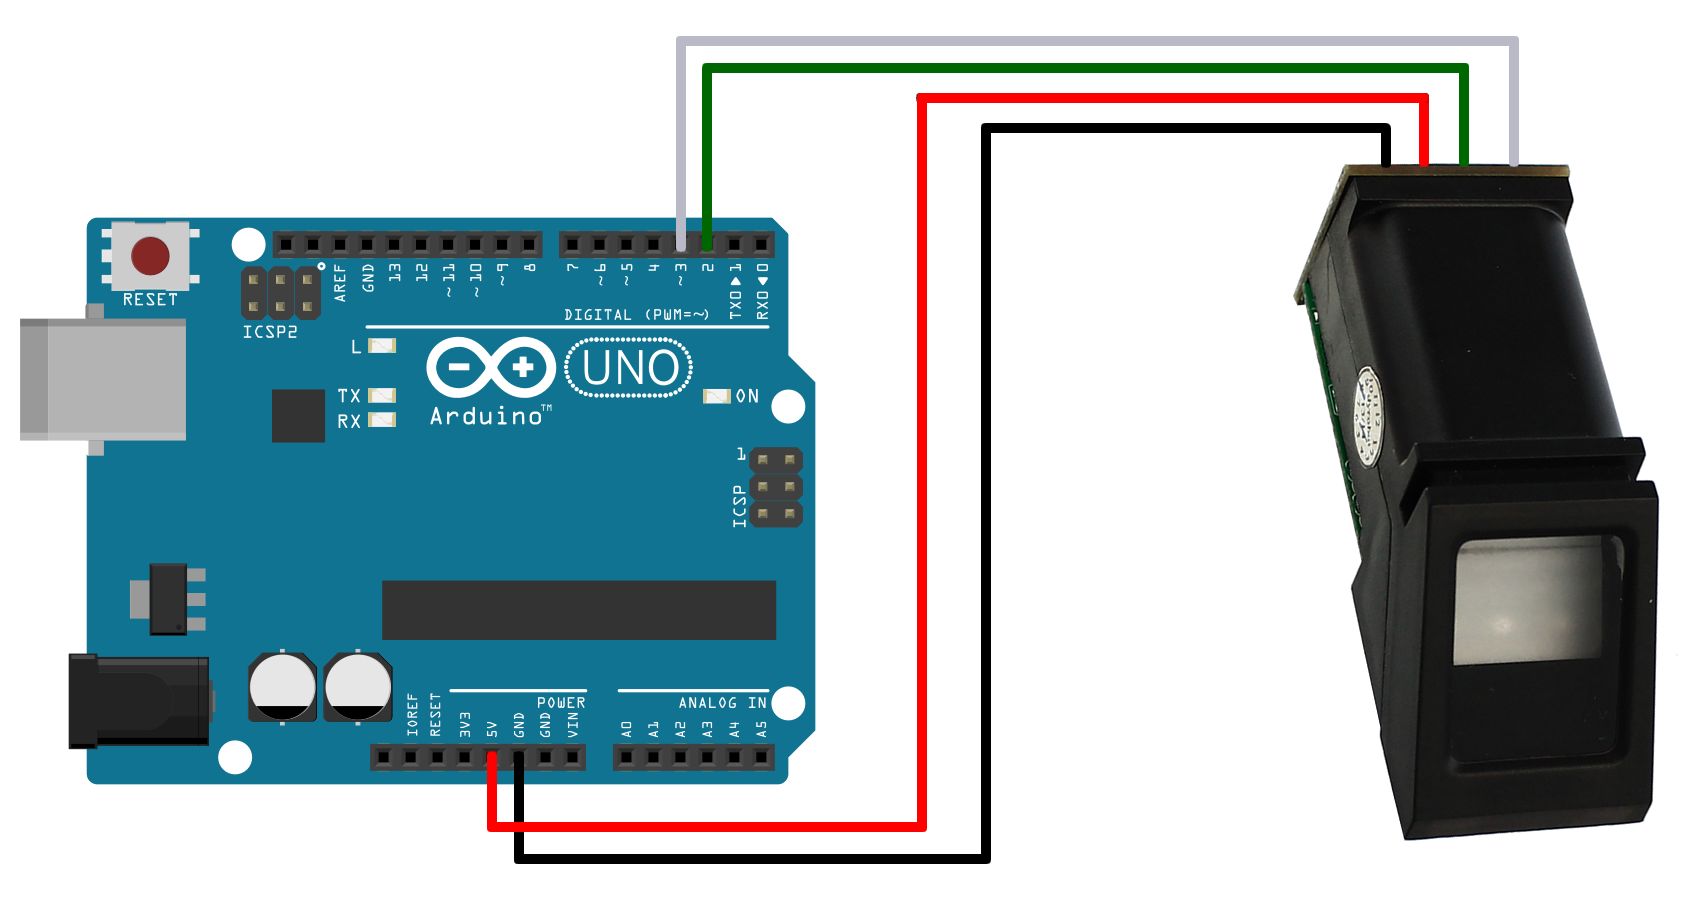 RESET
ICSP2
AREF
GND
13
12
~11
~10
~9
8
7
~6
~5
4
~3
2
TX0▶1
RX0◀0
DIGITAL (PWM=~)
L
TX
RX
UNO
Arduino™
ON
1
ICSP
POWER
ANALOG IN
IOREF
RESET
3V3
5V
GND
GND
VIN
A0
A1
A2
A3
A4
A5